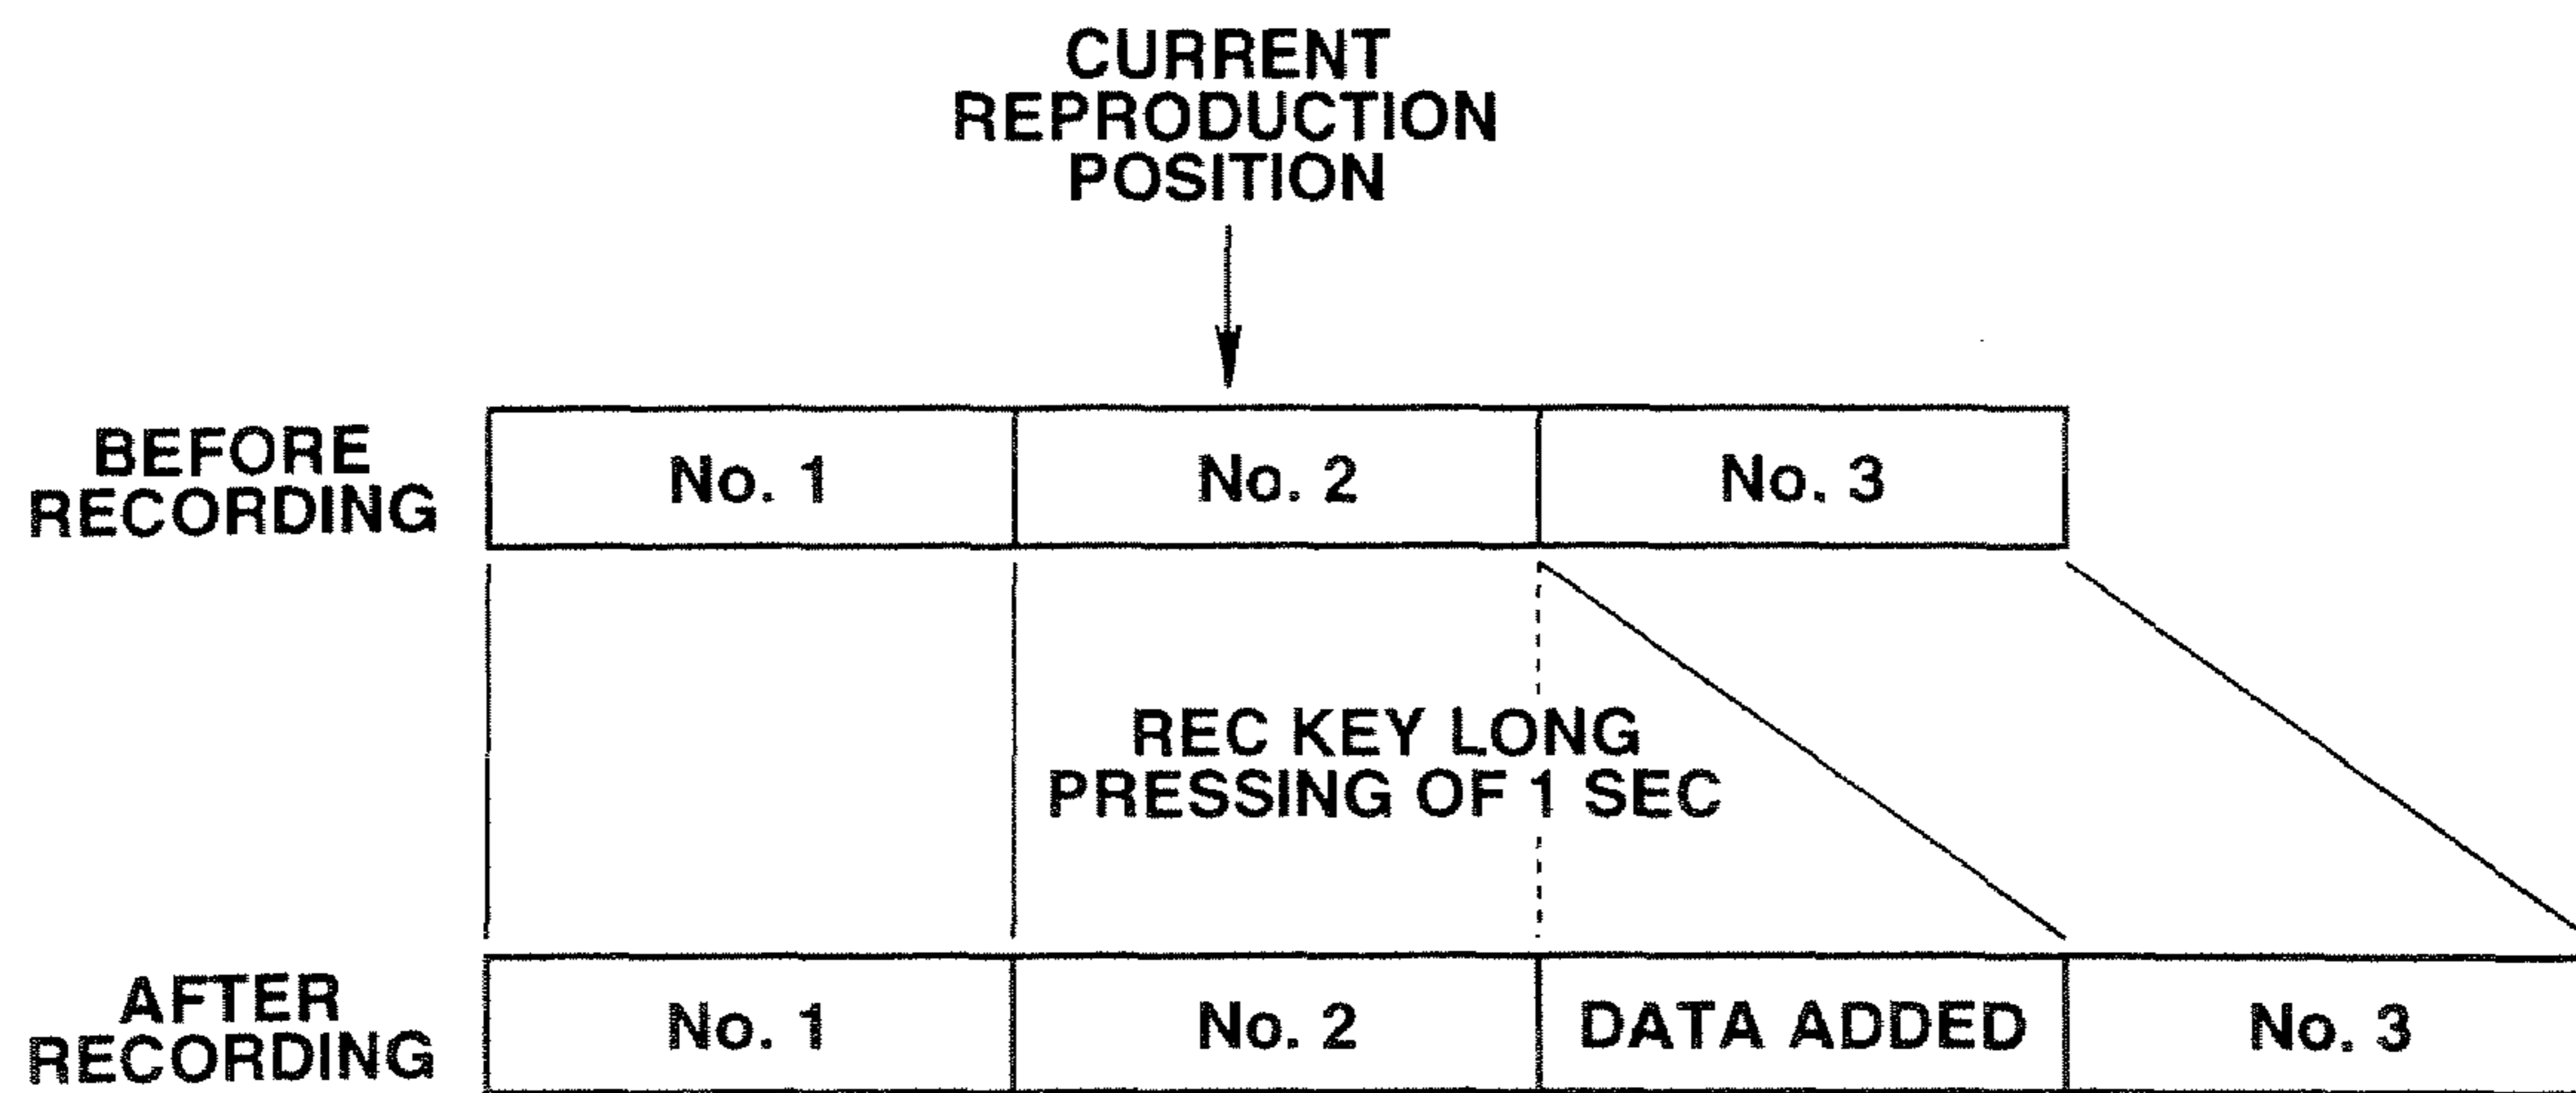 CURRENT
REPRODUCTION
POSITION
BEFORE
RECORDING
No. 1
No. 2
No. 3
REC KEY LONG
PRESSING OF 1 SEC
AFTER
RECORDING
No. 1
No. 2
DATA ADDED
No. 3